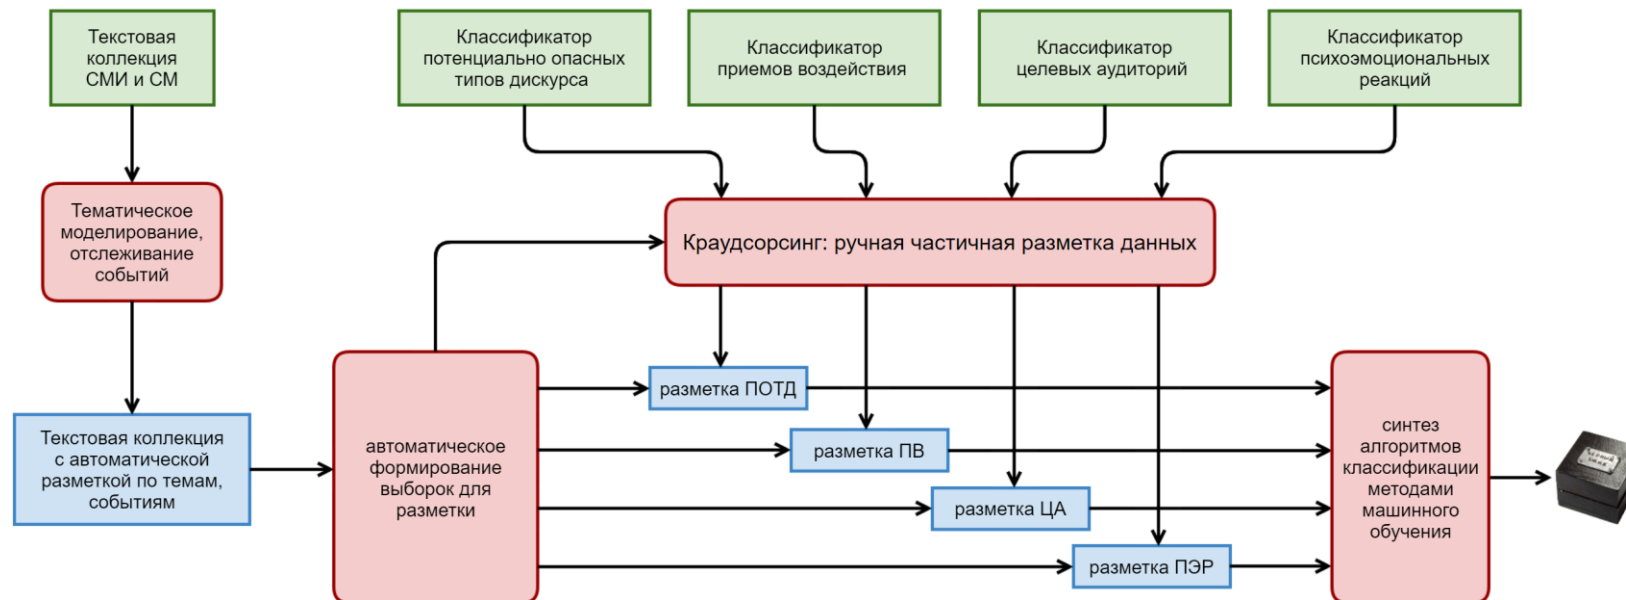 Текстовая
коллекция
СМИ и СМ
Классификатор
потенциально опасных
типов дискурса
Классификатор
приемов воздействия
Классификатор
целевых аудиторий
Классификатор
психоэмоциональных
реакций
Тематическое
моделирование,
отслеживание
событий
Краудсорсинг: ручная частичная разметка данных
Текстовая коллекция
с автоматической
разметкой по темам,
событиям
автоматическое
формирование
выборок для
разметки
разметка ПОТД
разметка ПВ
разметка ЦА
разметка ПЭР
синтез
алгоритмов
классификации
методами
машинного
обучения